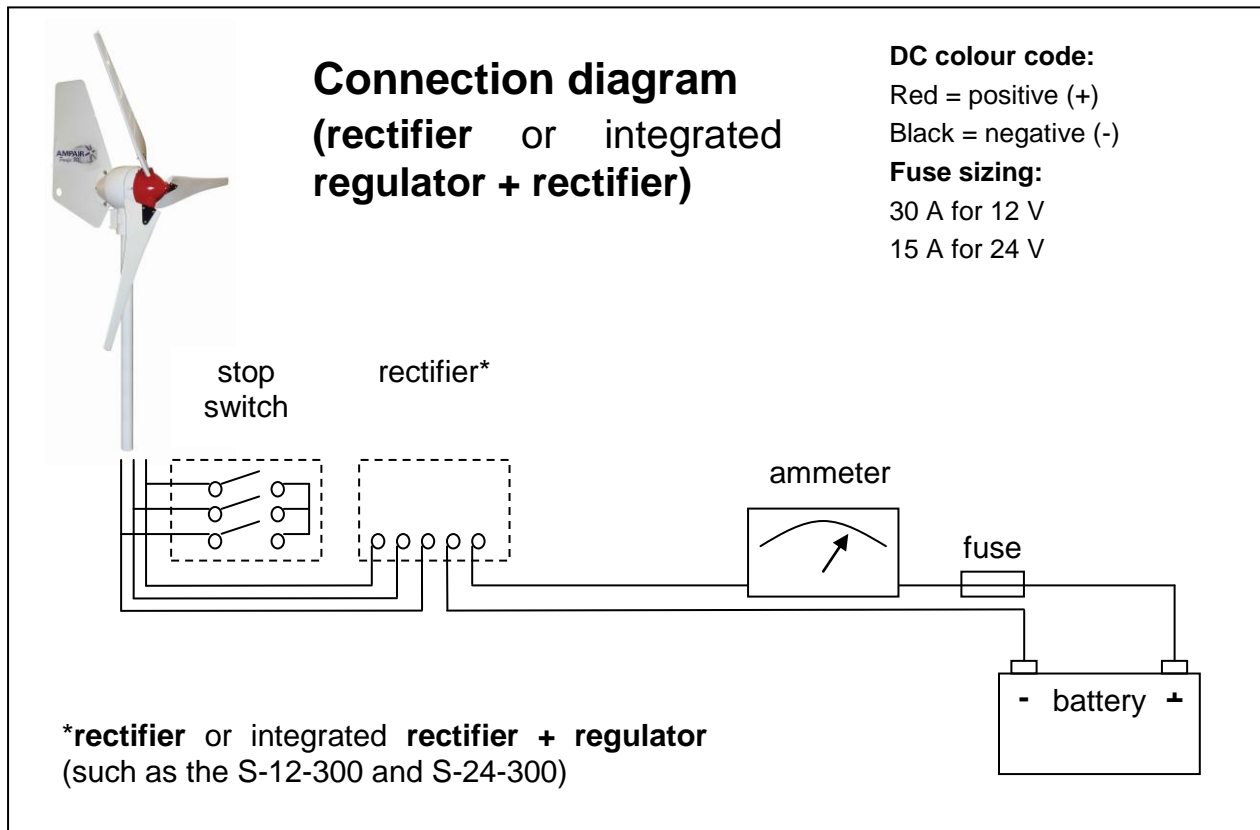 Connection diagram
(rectifier or integrated
regulator + rectifier)
DC colour code:
Red = positive (+)
Black = negative (-)
Fuse sizing:
30 A for 12 V
15 A for 24 V
AMPAIR
stop
switch
rectifier*
ammeter
fuse
- battery +
*rectifier or integrated rectifier + regulator
(such as the S-12-300 and S-24-300)